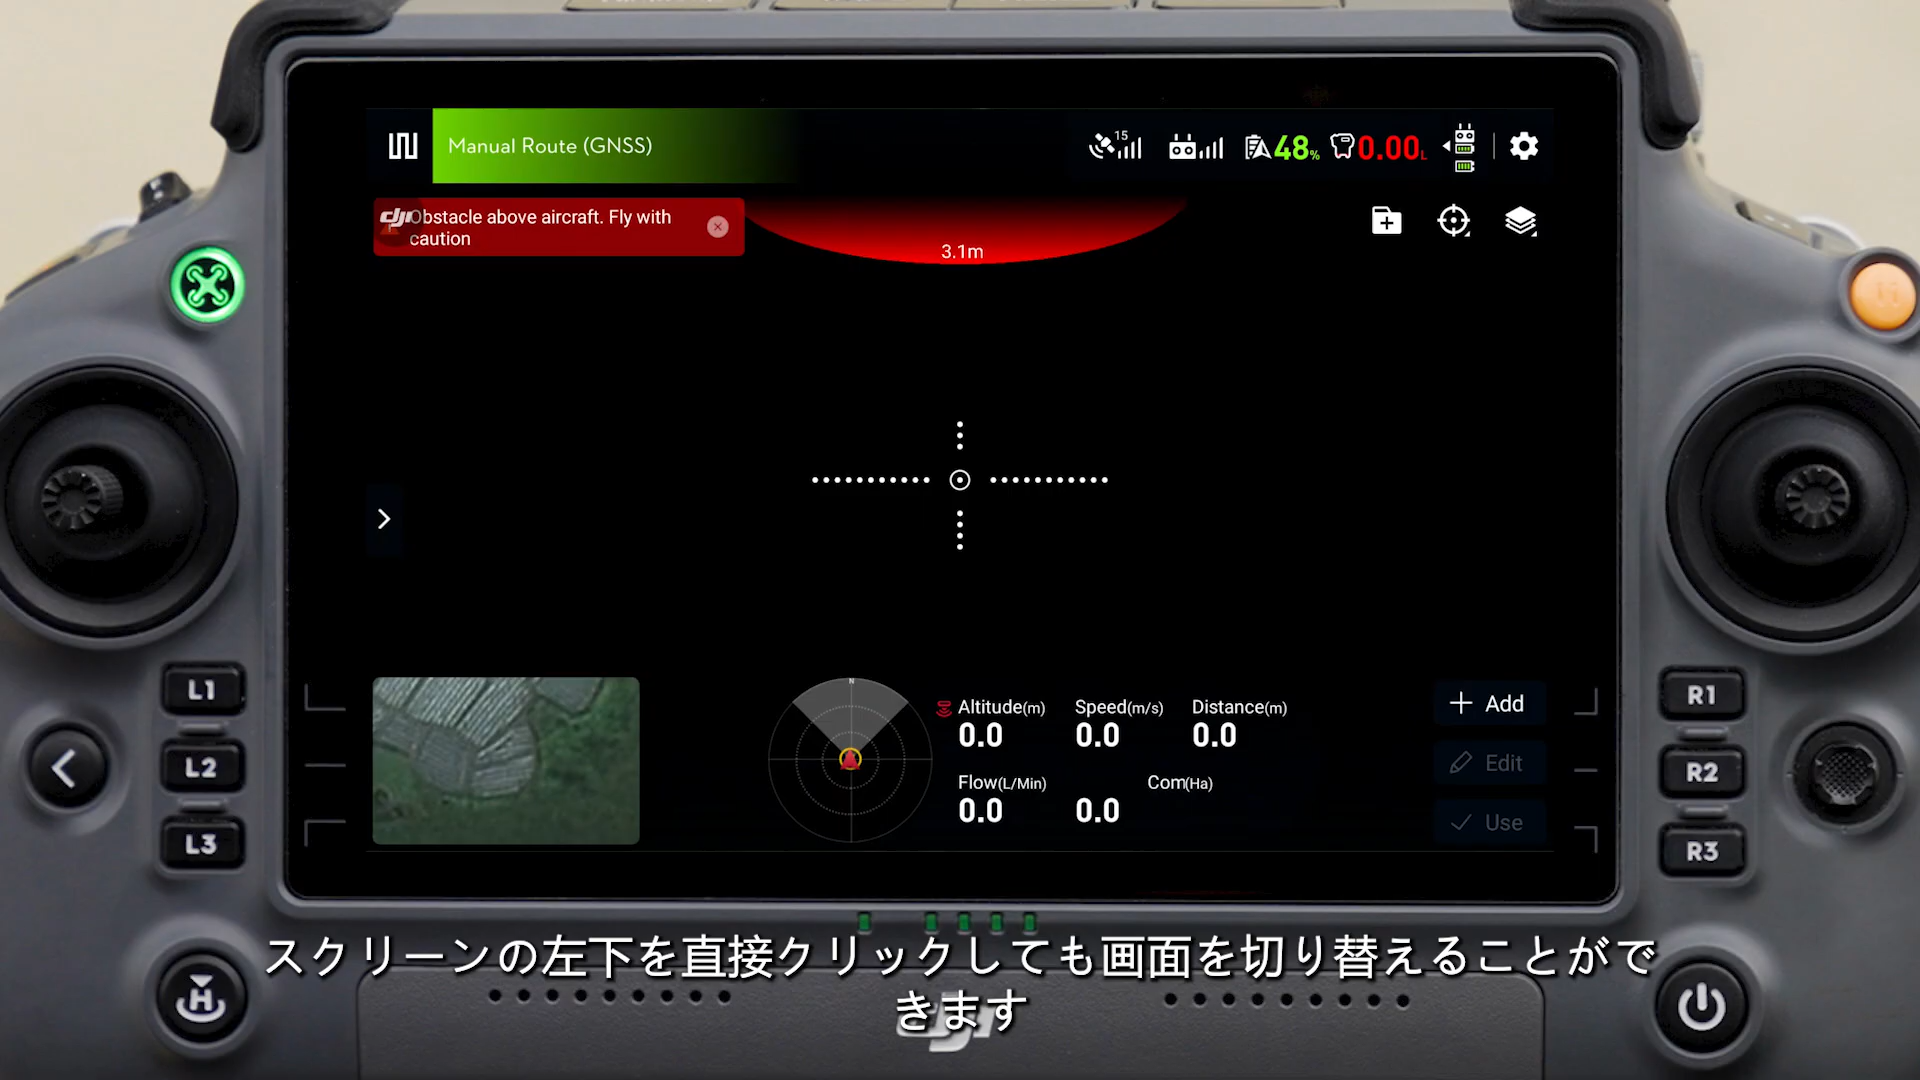 Manual Route (GNSS)
15
48%
0.00L
dji Obstacle above aircraft. Fly with
caution
3.1m
L1
L2
L3
N
Altitude(m) Speed(m/s) Distance(m)
0.0 0.0 0.0
Flow(L/Min) Com(Ha)
0.0 0.0
Add
Edit
Use
R1
R2
R3
H
スクリーンの左下を直接クリックしても画面を切り替えることがで
きます
dji